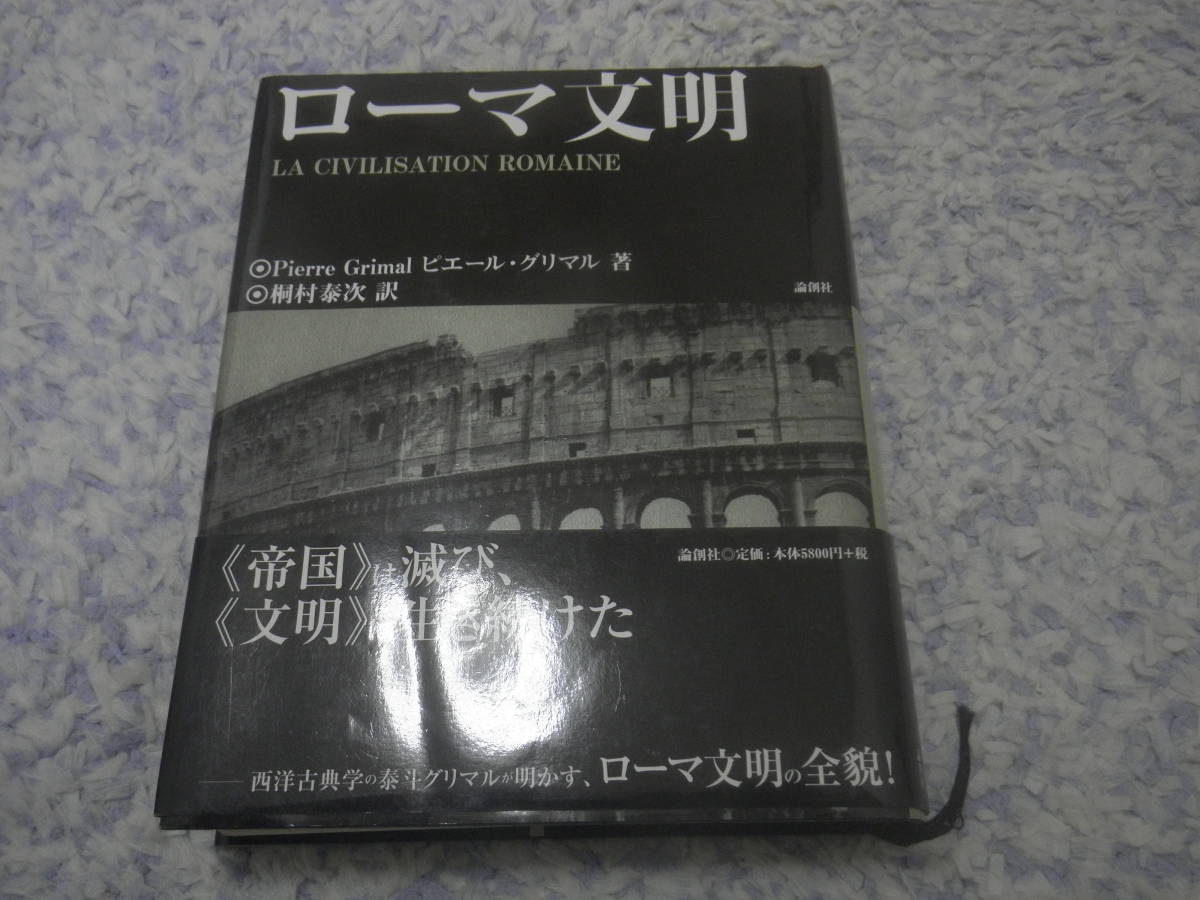 ローマ文明
LA CIVILISATION ROMAINE
◎Pierre Grimal ピエール・グリマル 著
◎桐村泰次 訳
論創社
論創社◎定価：本体5800円+税
《帝国》は滅び、
《文明》は生き続けた
——西洋古典学の泰斗グリマルが明かす、ローマ文明の全貌！